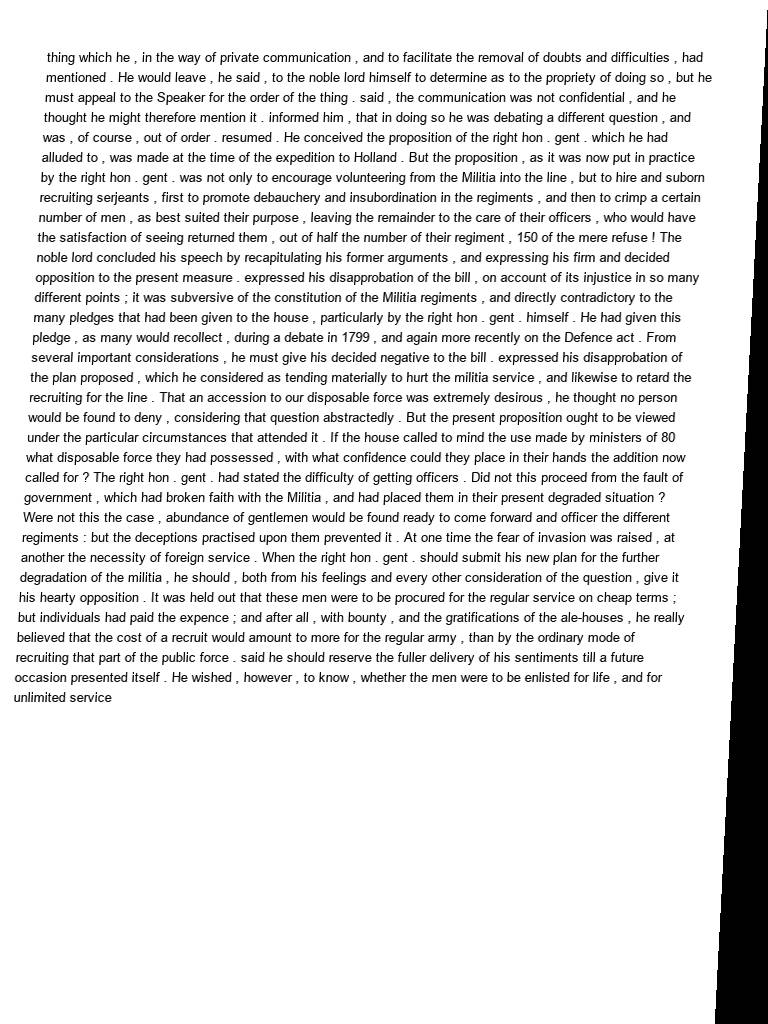 thing which he , in the way of private communication , and to facilitate the removal of doubts and difficulties , had
mentioned . He would leave , he said , to the noble lord himself to determine as to the propriety of doing so , but he
must appeal to the Speaker for the order of the thing . said , the communication was not confidential , and he
thought he might therefore mention it . informed him , that in doing so he was debating a different question , and
was , of course , out of order . resumed . He conceived the proposition of the right hon . gent . which he had
alluded to , was made at the time of the expedition to Holland . But the proposition , as it was now put in practice
by the right hon . gent . was not only to encourage volunteering from the Militia into the line , but to hire and suborn
recruiting serjeants , first to promote debauchery and insubordination in the regiments , and then to crimp a certain
number of men , as best suited their purpose , leaving the remainder to the care of their officers , who would have
the satisfaction of seeing returned them , out of half the number of their regiment , 150 of the mere refuse ! The
noble lord concluded his speech by recapitulating his former arguments , and expressing his firm and decided
opposition to the present measure . expressed his disapprobation of the bill , on account of its injustice in so many
different points ; it was subversive of the constitution of the Militia regiments , and directly contradictory to the
many pledges that had been given to the house , particularly by the right hon . gent . himself . He had given this
pledge , as many would recollect , during a debate in 1799 , and again more recently on the Defence act . From
several important considerations , he must give his decided negative to the bill . expressed his disapprobation of
the plan proposed , which he considered as tending materially to hurt the militia service , and likewise to retard the
recruiting for the line . That an accession to our disposable force was extremely desirous , he thought no person
would be found to deny , considering that question abstractedly . But the present proposition ought to be viewed
under the particular circumstances that attended it . If the house called to mind the use made by ministers of 80
what disposable force they had possessed , with what confidence could they place in their hands the addition now
called for ? The right hon . gent . had stated the difficulty of getting officers . Did not this proceed from the fault of
government , which had broken faith with the Militia , and had placed them in their present degraded situation ?
Were not this the case , abundance of gentlemen would be found ready to come forward and officer the different
regiments : but the deceptions practised upon them prevented it . At one time the fear of invasion was raised , at
another the necessity of foreign service . When the right hon . gent . should submit his new plan for the further
degradation of the militia , he should , both from his feelings and every other consideration of the question , give it
his hearty opposition . It was held out that these men were to be procured for the regular service on cheap terms ;
but individuals had paid the expence ; and after all , with bounty , and the gratifications of the ale-houses , he really
believed that the cost of a recruit would amount to more for the regular army , than by the ordinary mode of
recruiting that part of the public force . said he should reserve the fuller delivery of his sentiments till a future
occasion presented itself . He wished , however , to know , whether the men were to be enlisted for life , and for
unlimited service